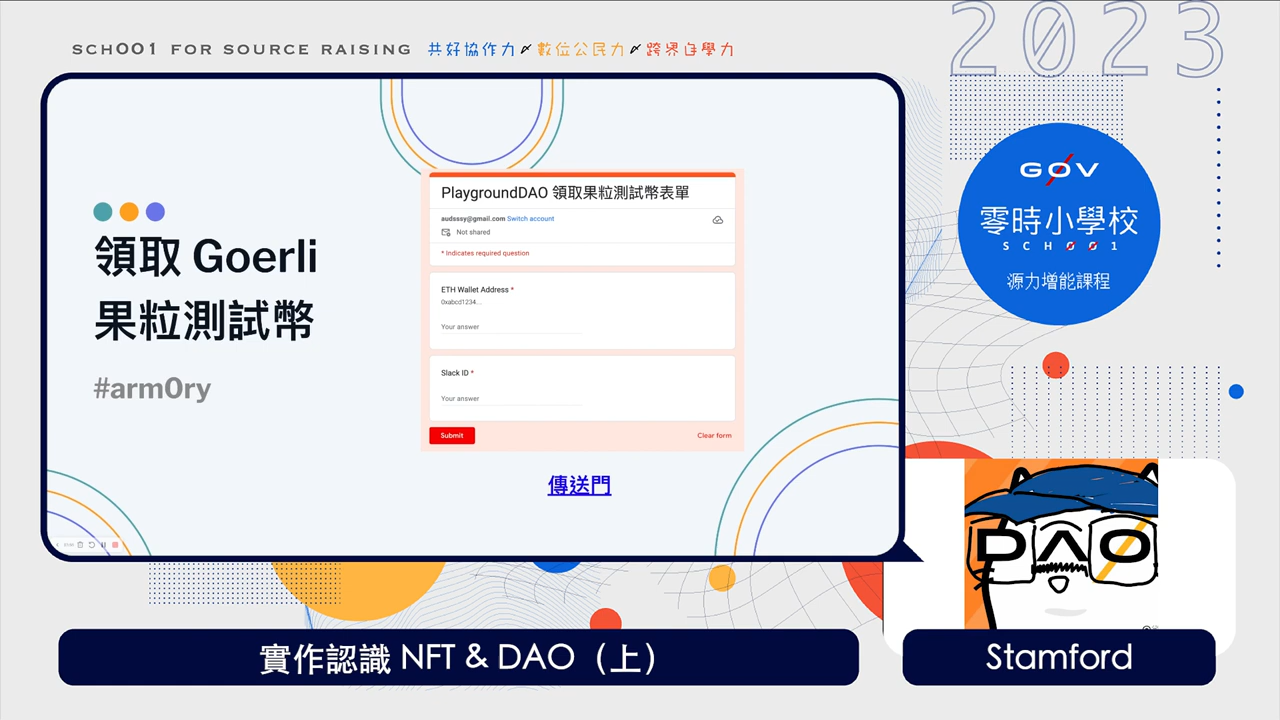 SCH001 FOR SOURCE RAISING 共好協作力 數位公民力 跨界自學力
2023
G0V
零時小學校
SCH001
源力增能課程
領取 Goerli
果粒測試幣
#arm0ry
PlaygroundDAO 領取果粒測試幣表單
audsssy@gmail.com Switch account
Not shared
* Indicates required question
ETH Wallet Address *
0xabcd1234...
Your answer
Slack ID *
Your answer
Submit
Clear form
傳送門
DAO
實作認識 NFT & DAO（上）
Stamford